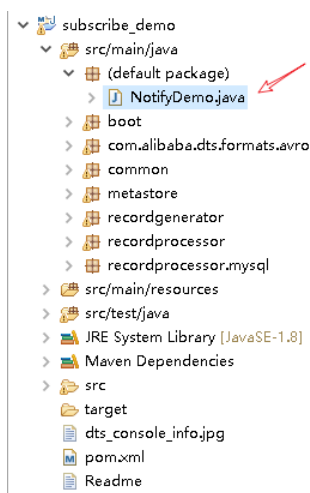 subscribe_demo
src/main/java
(default package)
NotifyDemo.java
boot
com.alibaba.dts.formats.avro
common
metastore
recordgenerator
recordprocessor
recordprocessor.mysql
src/main/resources
src/test/java
JRE System Library [JavaSE-1.8]
Maven Dependencies
src
target
dts_console_info.jpg
pom.xml
Readme